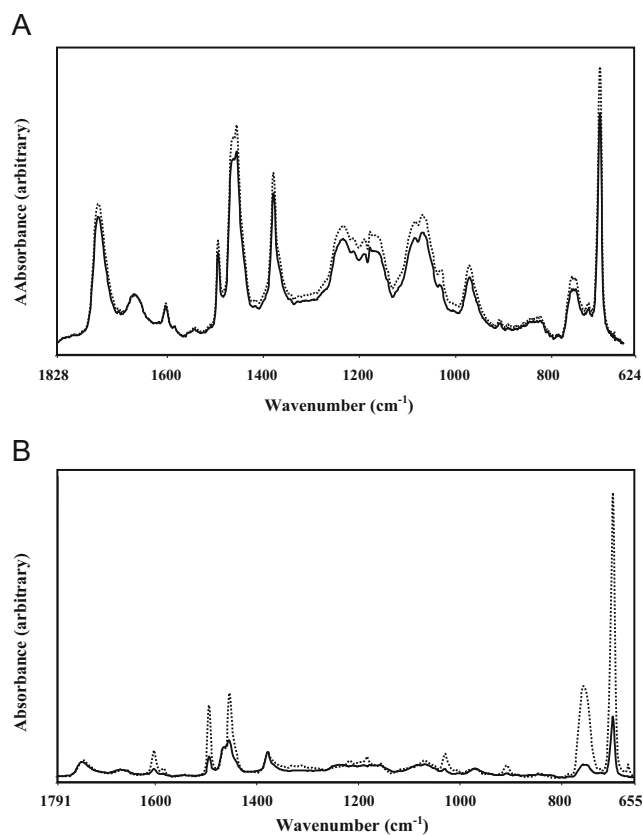 A
AAbsorbance (arbitrary)
1828 1600 1400 1200 1000 800 624
Wavenumber (cm⁻¹)
B
Absorbance (arbitrary)
1791 1600 1400 1200 1000 800 655
Wavenumber (cm⁻¹)